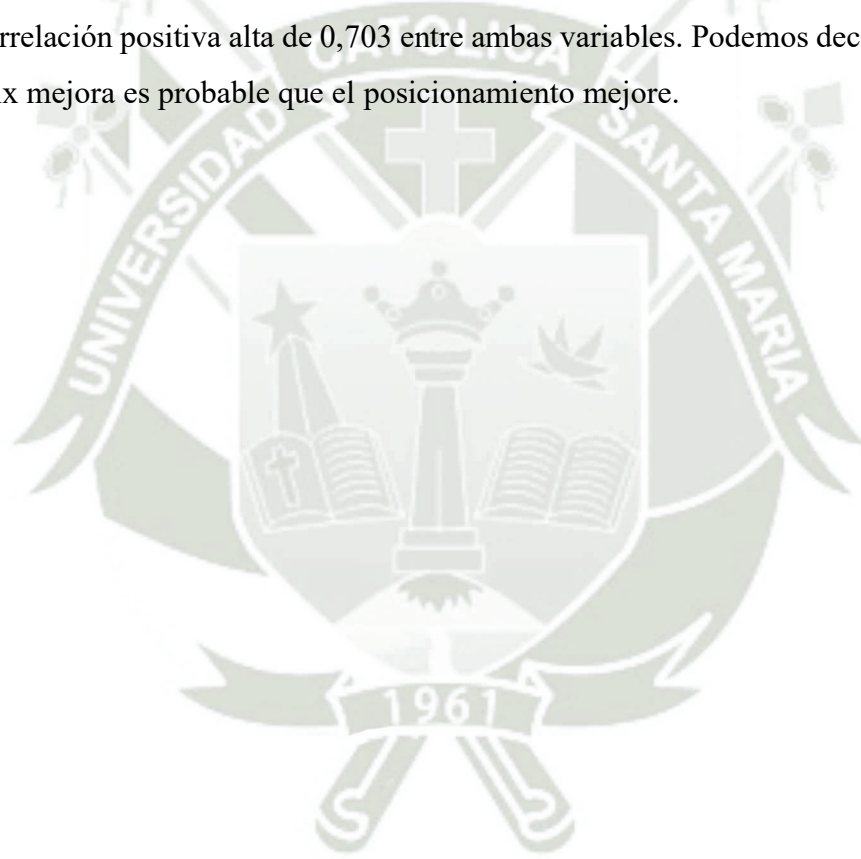 rrelación positiva alta de 0,703 entre ambas variables. Podemos dec
x mejora es probable que el posicionamiento mejore.
UNIVERSIDAD CATOLICA SANTA MARIA
1961